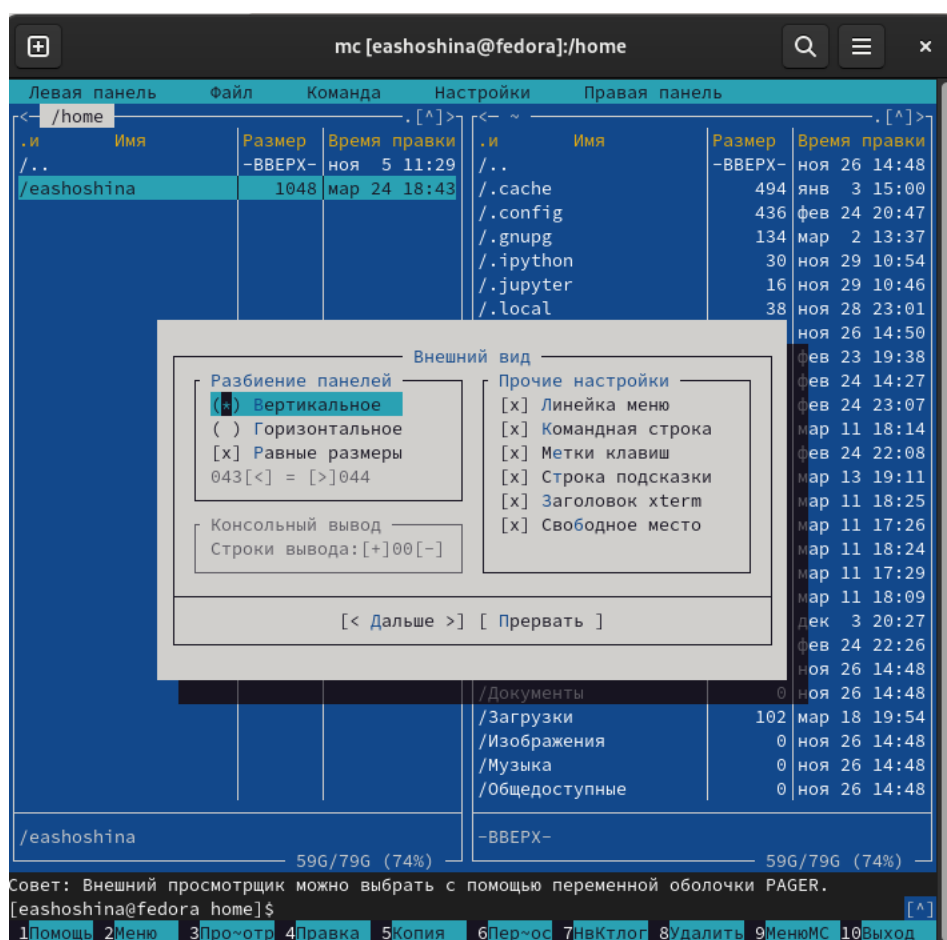 mc [eashoshina@fedora]:/home
Левая панель Файл Команда Настройки Правая панель
<— /home .[^]> <— ~ .[^]>
.и Имя Размер Время правки .и Имя Размер Время правки
/.. -ВВЕРХ- ноя 5 11:29 /.. -ВВЕРХ- ноя 26 14:48
/eashoshina 1048 мар 24 18:43 /.cache 494 янв 3 15:00
/.config 436 фев 24 20:47
/.gnupg 134 мар 2 13:37
/.ipython 30 ноя 29 10:54
/.jupyter 16 ноя 29 10:46
/.local 38 ноя 28 23:01
ноя 26 14:50
Внешний вид фев 23 19:38
Разбиение панелей Прочие настройки фев 24 14:27
(*) Вертикальное [x] Линейка меню фев 24 23:07
( ) Горизонтальное [x] Командная строка мар 11 18:14
[x] Равные размеры [x] Метки клавиш фев 24 22:08
043[<] = [>]044 [x] Строка подсказки мар 13 19:11
[x] Заголовок xterm мар 11 18:25
Консольный вывод [x] Свободное место мар 11 17:26
Строки вывода:[+]00[-] мар 11 18:24
мар 11 17:29
мар 11 18:09
[< Дальше >] [ Прервать ] дек 3 20:27
фев 24 22:26
ноя 26 14:48
/Документы 0 ноя 26 14:48
/Загрузки 102 мар 18 19:54
/Изображения 0 ноя 26 14:48
/Музыка 0 ноя 26 14:48
/Общедоступные 0 ноя 26 14:48
/eashoshina -ВВЕРХ-
59G/79G (74%) 59G/79G (74%)
Совет: Внешний просмотрщик можно выбрать с помощью переменной оболочки PAGER.
[eashoshina@fedora home]$ [^]
1Помощь 2Меню 3Про~отр 4Правка 5Копия 6Пер~ос 7НвКтлог 8Удалить 9МенюMC 10Выход